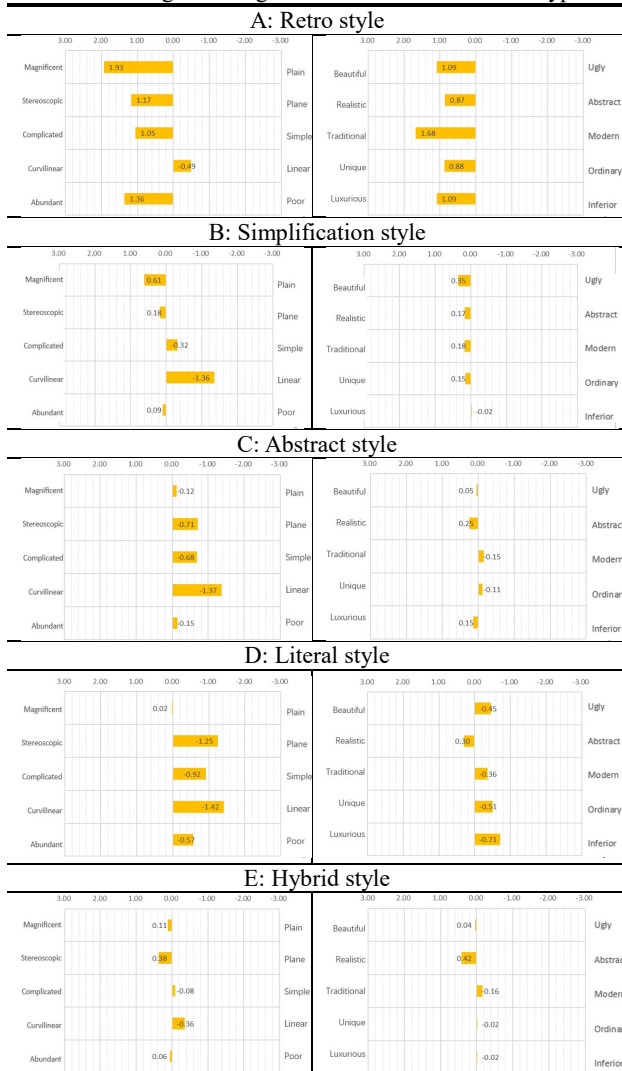 A: Retro style
3.00 2.00 1.00 0.00 -1.00 -2.00 -3.00
Magnificent 1.93 Plain
Stereoscopic 1.17 Plane
Complicated 1.05 Simple
Curvilinear -0.49 Linear
Abundant 1.36 Poor
3.00 2.00 1.00 0.00 -1.00 -2.00 -3.00
Beautiful 1.09 Ugly
Realistic 0.87 Abstract
Traditional 1.68 Modern
Unique 0.88 Ordinary
Luxurious 1.09 Inferior
B: Simplification style
3.00 2.00 1.00 0.00 -1.00 -2.00 -3.00
Magnificent 0.61 Plain
Stereoscopic 0.18 Plane
Complicated -0.32 Simple
Curvilinear -1.36 Linear
Abundant 0.09 Poor
3.00 2.00 1.00 0.00 -1.00 -2.00 -3.00
Beautiful 0.35 Ugly
Realistic 0.17 Abstract
Traditional 0.18 Modern
Unique 0.15 Ordinary
Luxurious -0.02 Inferior
C: Abstract style
3.00 2.00 1.00 0.00 -1.00 -2.00 -3.00
Magnificent -0.12 Plain
Stereoscopic -0.71 Plane
Complicated -0.68 Simple
Curvilinear -1.37 Linear
Abundant -0.15 Poor
3.00 2.00 1.00 0.00 -1.00 -2.00 -3.00
Beautiful 0.05 Ugly
Realistic 0.25 Abstrac
Traditional -0.15 Modern
Unique -0.11 Ordinar
Luxurious 0.15 Inferior
D: Literal style
3.00 2.00 1.00 0.00 -1.00 -2.00 -3.00
Magnificent 0.02 Plain
Stereoscopic -1.25 Plane
Complicated -0.92 Simple
Curvilinear -1.42 Linear
Abundant -0.57 Poor
3.00 2.00 1.00 0.00 -1.00 -2.00 -3.00
Beautiful -0.45 Ugly
Realistic 0.30 Abstract
Traditional -0.36 Modern
Unique -0.51 Ordinary
Luxurious -0.71 Inferior
E: Hybrid style
3.00 2.00 1.00 0.00 -1.00 -2.00 -3.00
Magnificent 0.11 Plain
Stereoscopic 0.38 Plane
Complicated -0.08 Simple
Curvilinear -0.36 Linear
Abundant 0.06 Poor
3.00 2.00 1.00 0.00 -1.00 -2.00 -3.00
Beautiful 0.04 Ugly
Realistic 0.42 Abstrac
Traditional -0.16 Moder
Unique -0.02 Ordina
Luxurious -0.02 Inferior